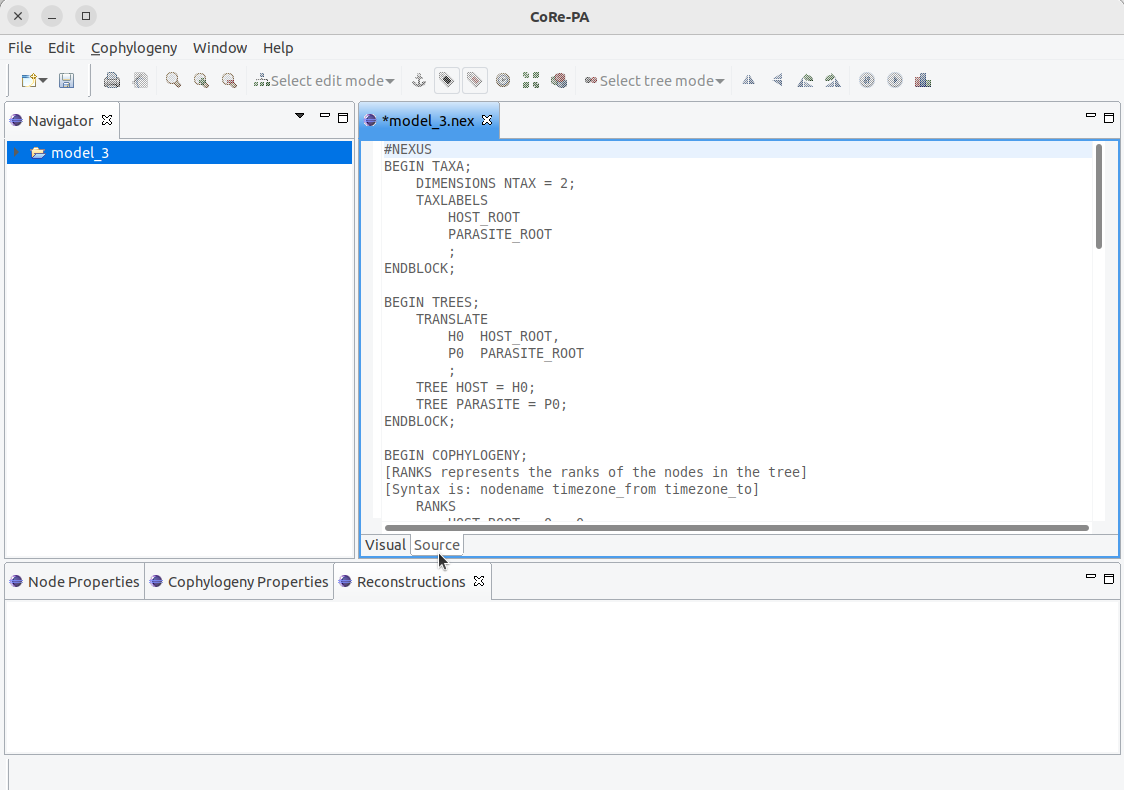 CoRe-PA
File Edit Cophylogeny Window Help
Select edit mode Select tree mode
Navigator
model_3
*model_3.nex
#NEXUS
BEGIN TAXA;
DIMENSIONS NTAX = 2;
TAXLABELS
HOST_ROOT
PARASITE_ROOT
;
ENDBLOCK;
BEGIN TREES;
TRANSLATE
H0 HOST_ROOT,
P0 PARASITE_ROOT
;
TREE HOST = H0;
TREE PARASITE = P0;
ENDBLOCK;
BEGIN COPHYLOGENY;
[RANKS represents the ranks of the nodes in the tree]
[Syntax is: nodename timezone_from timezone_to]
RANKS
Visual Source
Node Properties Cophylogeny Properties Reconstructions